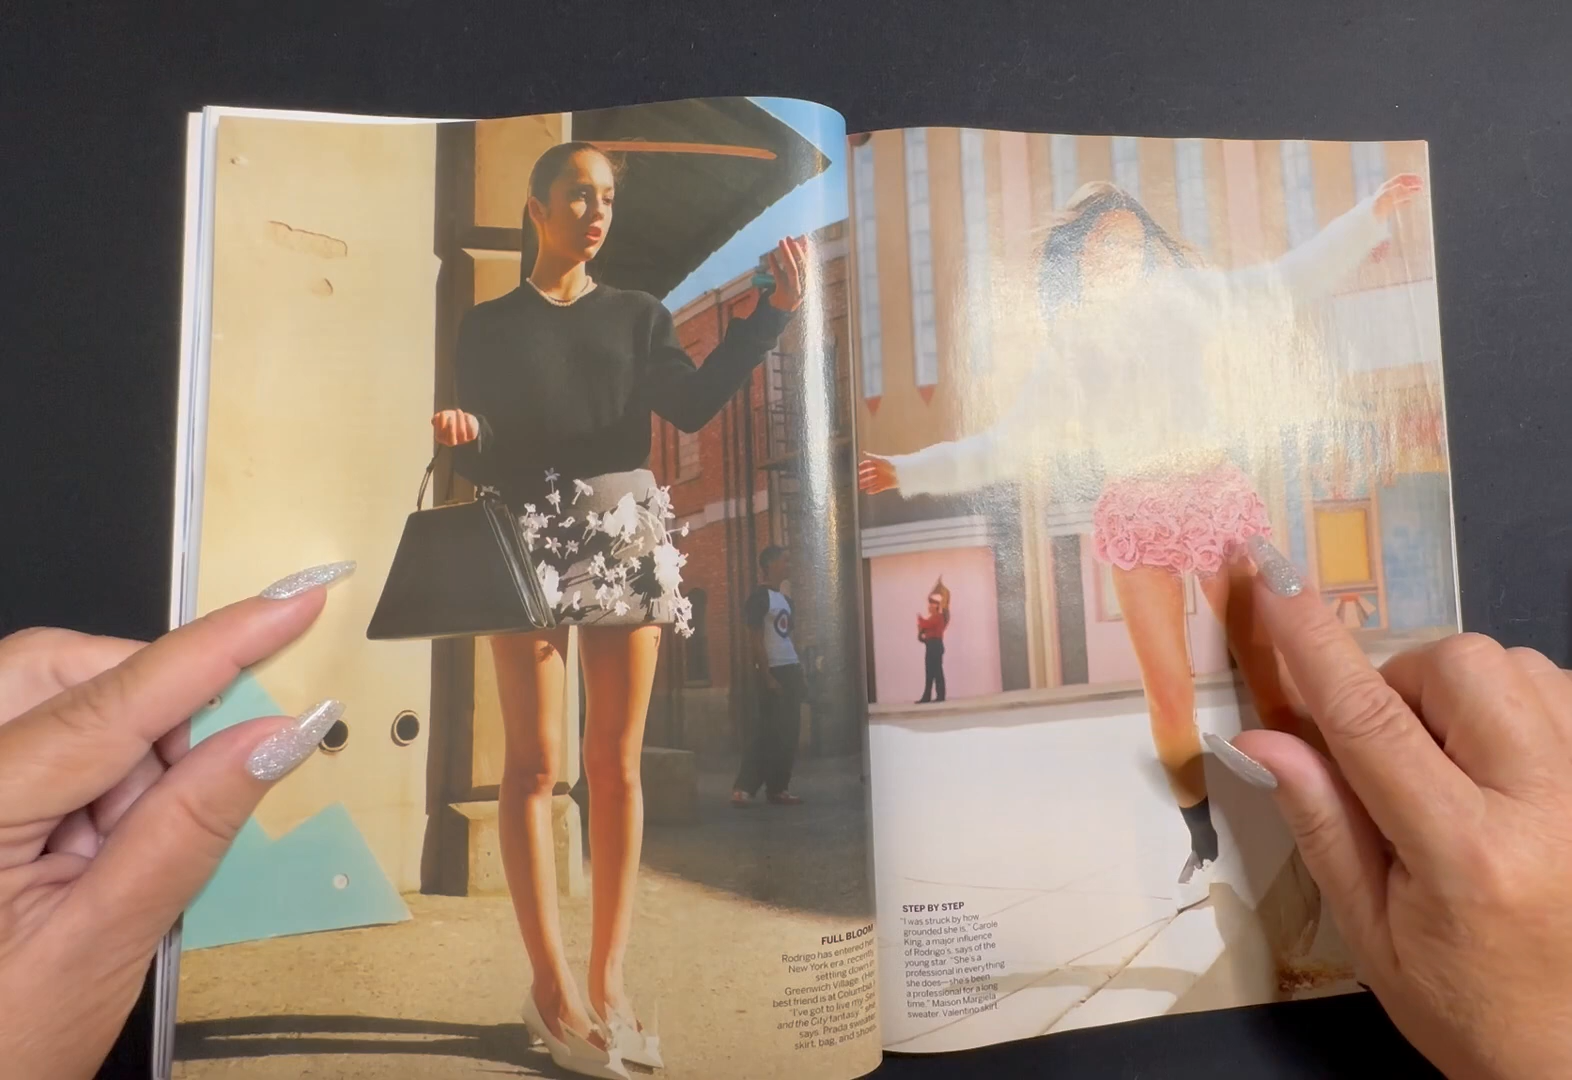 FULL BLOOM
Rodrigo has entered her
New York era, recently
settling down in
Greenwich Village. (Her
best friend is at Columbia.)
"I've got to live my Sex
and the City fantasy," she
says. Prada sweater,
skirt, bag, and shoes.
STEP BY STEP
"I was struck by how
grounded she is," Carole
King, a major influence
of Rodrigo's, says of the
young star. "She's a
professional in everything
she does—she's been
a professional for a long
time." Maison Margiela
sweater. Valentino skirt.